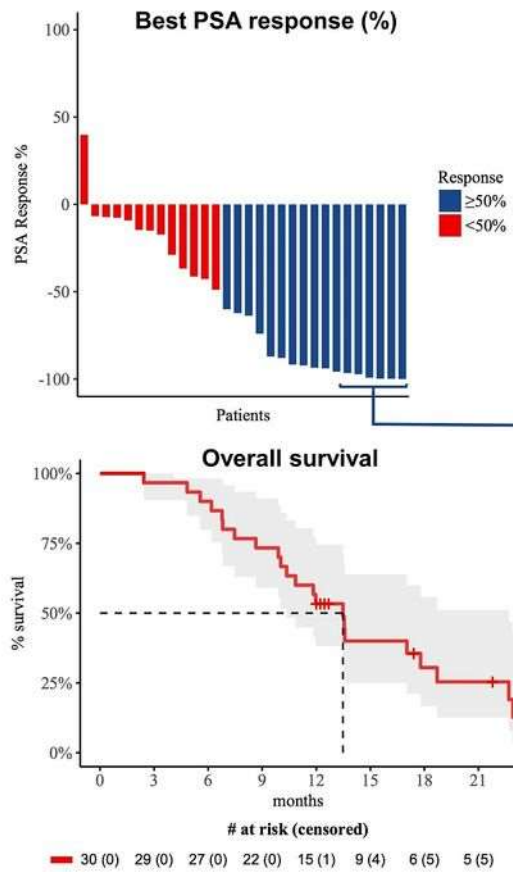 Best PSA response (%)
100
50
0
-50
-100
PSA Response %
Patients
Response
≥50%
<50%
Overall survival
100%
75%
50%
25%
0%
% survival
0 3 6 9 12 15 18 21
months
# at risk (censored)
30 (0) 29 (0) 27 (0) 22 (0) 15 (1) 9 (4) 6 (5) 5 (5)